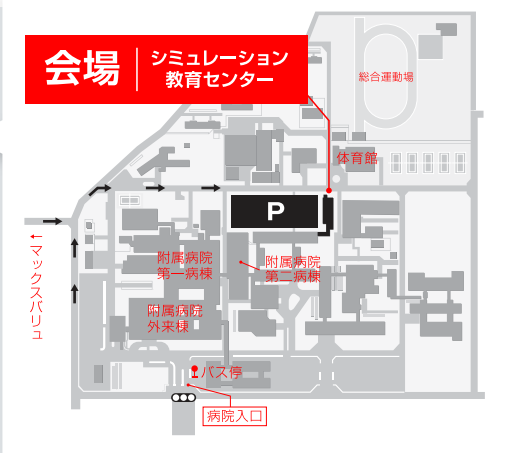 会場
シミュレーション
教育センター
総合運動場
体育館
P
←
マックスバリュ
附属病院
第一病棟
附属病院
第二病棟
附属病院
外来棟
バス停
病院入口